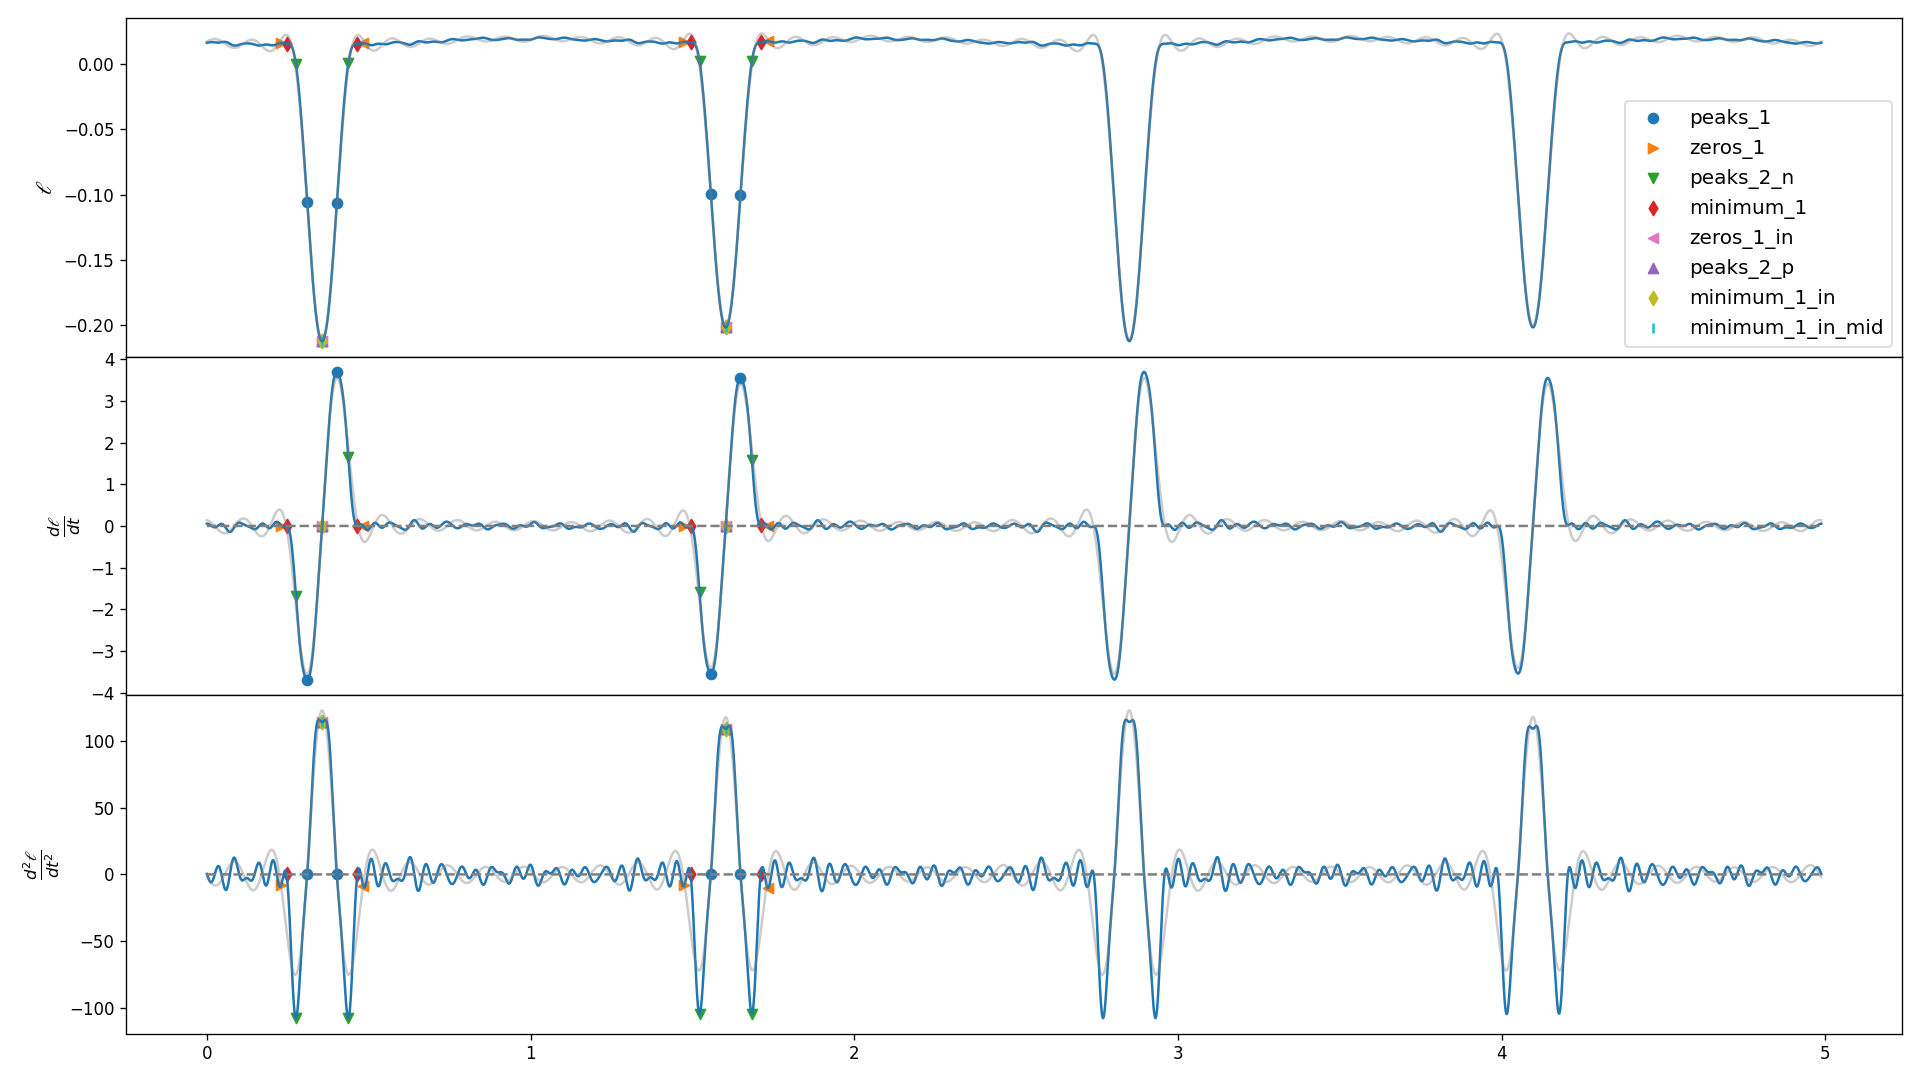 0.00
−0.05
−0.10
−0.15
−0.20
ℓ
peaks_1
zeros_1
peaks_2_n
minimum_1
zeros_1_in
peaks_2_p
minimum_1_in
minimum_1_in_mid
4
3
2
1
0
−1
−2
−3
−4
dℓ/dt
100
50
0
−50
−100
d²ℓ/dt²
0 1 2 3 4 5